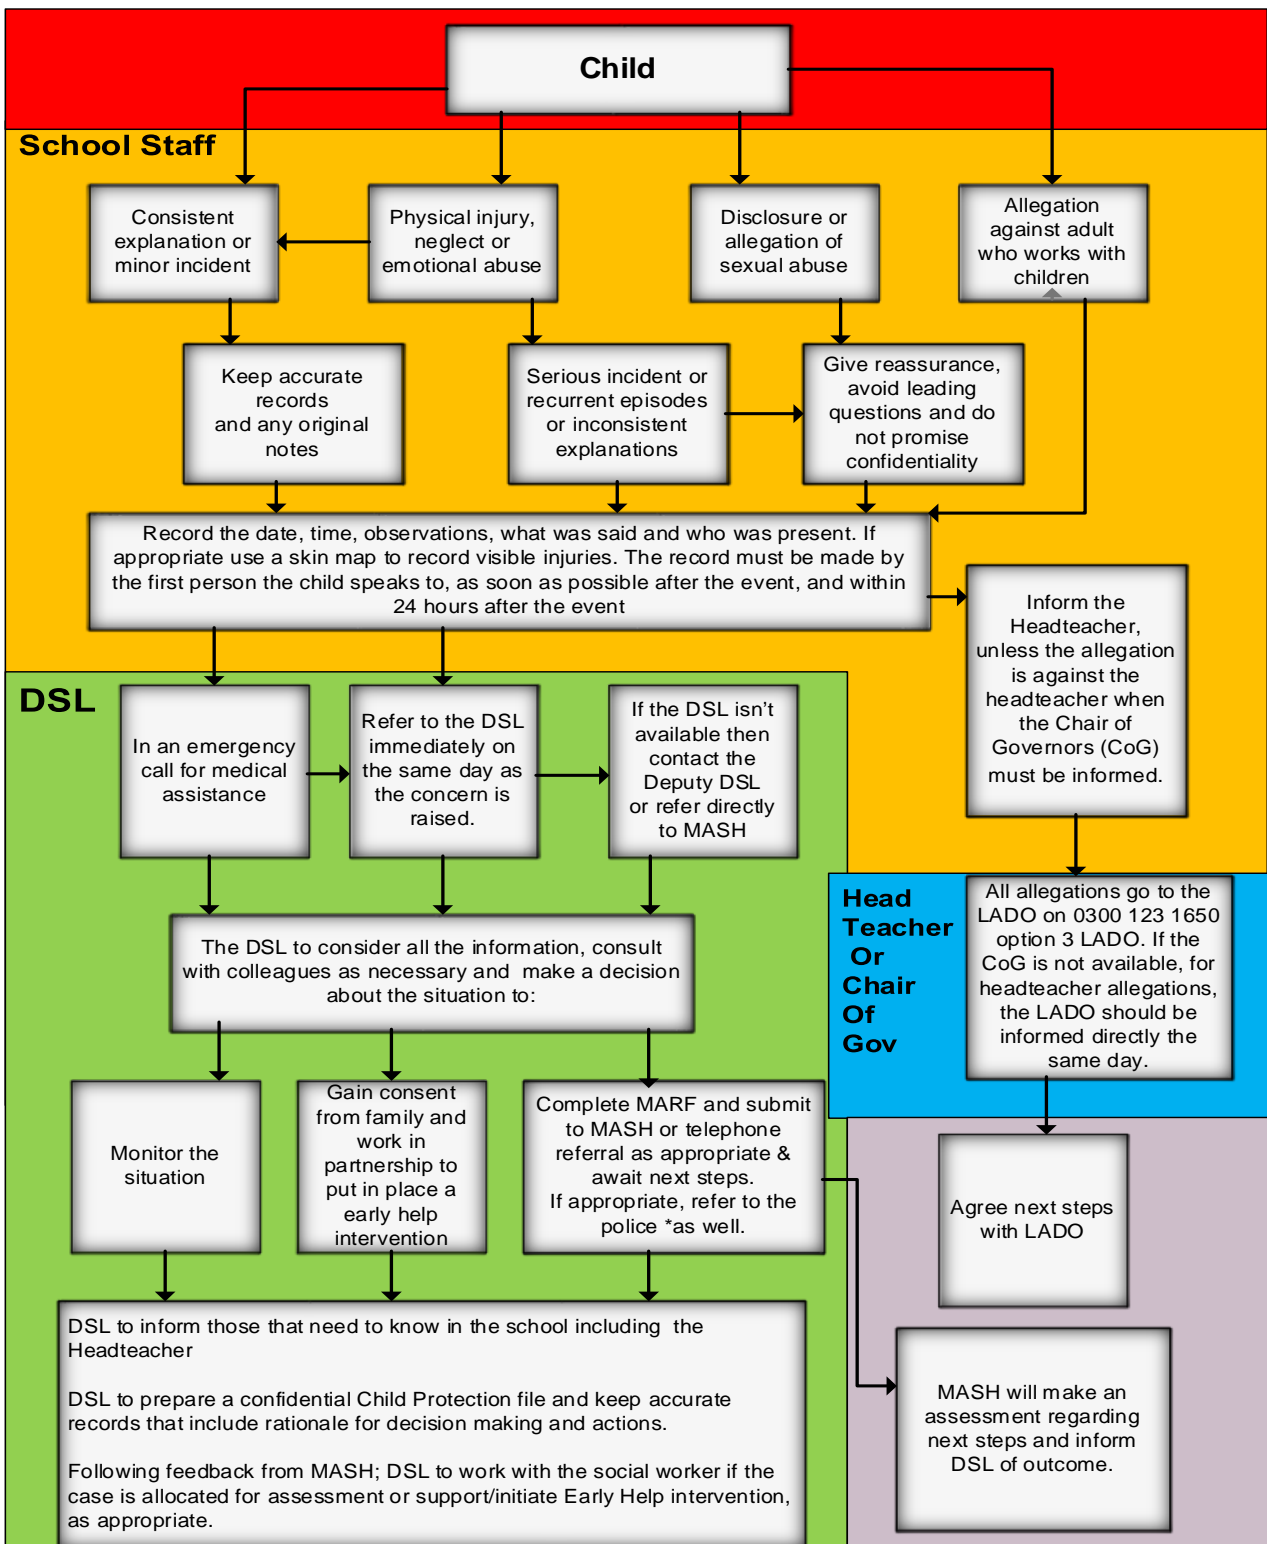 Child
School Staff
Consistent
explanation or
minor incident
Physical injury,
neglect or
emotional abuse
Disclosure or
allegation of
sexual abuse
Allegation
against adult
who works with
children
Keep accurate
records
and any original
notes
Serious incident or
recurrent episodes
or inconsistent
explanations
Give reassurance,
avoid leading
questions and do
not promise
confidentiality
Record the date, time, observations, what was said and who was present. If
appropriate use a skin map to record visible injuries. The record must be made by
the first person the child speaks to, as soon as possible after the event, and within
24 hours after the event
Inform the
Headteacher,
unless the allegation
is against the
headteacher when
the Chair of
Governors (CoG)
must be informed.
DSL
In an emergency
call for medical
assistance
Refer to the DSL
immediately on
the same day as
the concern is
raised.
If the DSL isn't
available then
contact the
Deputy DSL
or refer directly
to MASH
Head
Teacher
Or
Chair
Of
Gov
All allegations go to the
LADO on 0300 123 1650
option 3 LADO. If the
CoG is not available, for
headteacher allegations,
the LADO should be
informed directly the
same day.
The DSL to consider all the information, consult
with colleagues as necessary and make a decision
about the situation to:
Monitor the
situation
Gain consent
from family and
work in
partnership to
put in place a
early help
intervention
Complete MARF and submit
to MASH or telephone
referral as appropriate &
await next steps.
If appropriate, refer to the
police *as well.
Agree next steps
with LADO
DSL to inform those that need to know in the school including the
Headteacher
DSL to prepare a confidential Child Protection file and keep accurate
records that include rationale for decision making and actions.
Following feedback from MASH; DSL to work with the social worker if the
case is allocated for assessment or support/initiate Early Help intervention,
as appropriate.
MASH will make an
assessment regarding
next steps and inform
DSL of outcome.